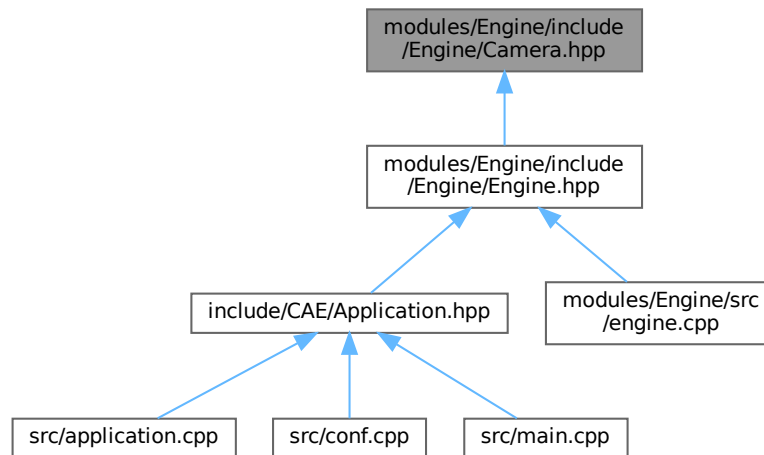 modules/Engine/include
/Engine/Camera.hpp
modules/Engine/include
/Engine/Engine.hpp
include/CAE/Application.hpp
modules/Engine/src
/engine.cpp
src/application.cpp
src/conf.cpp
src/main.cpp